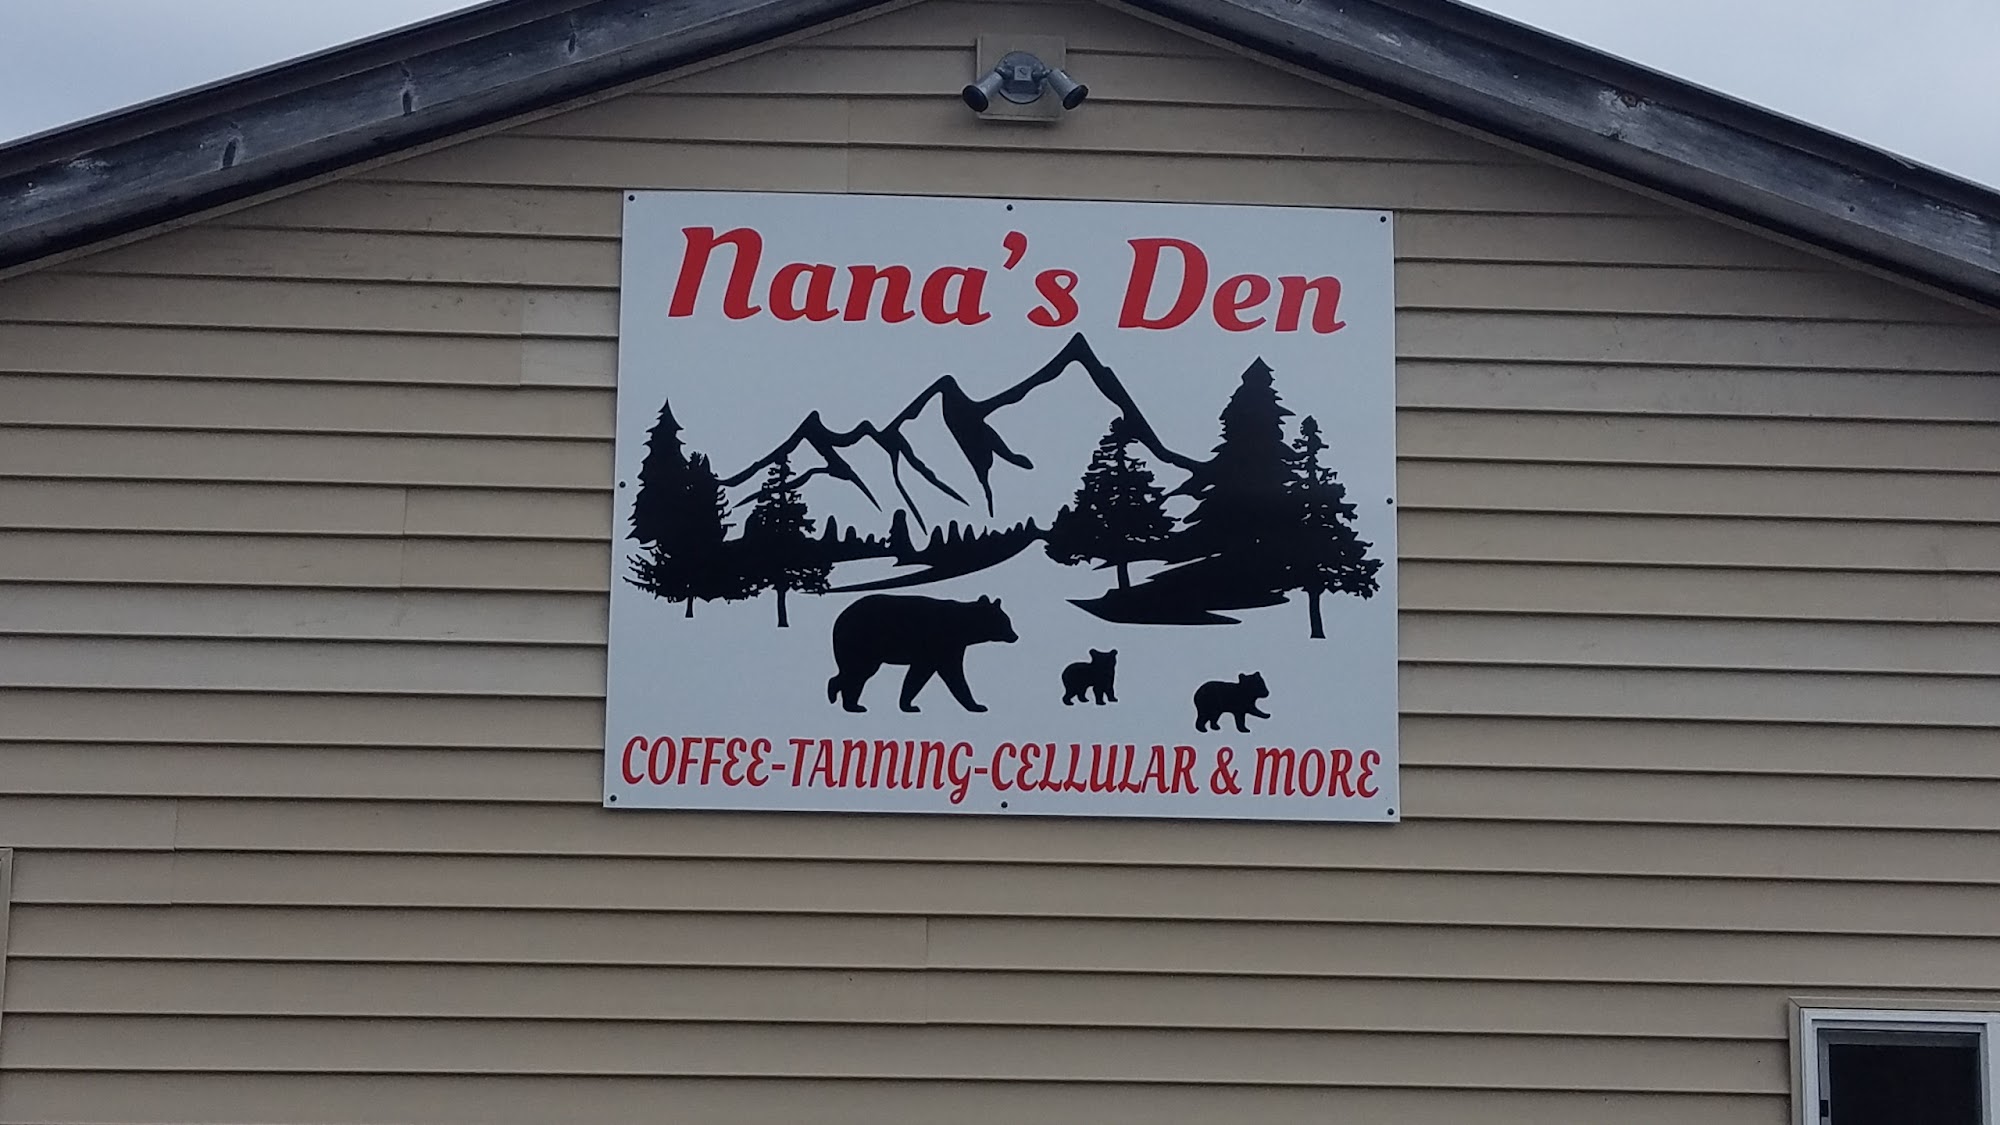 Nana's Den
COFFEE-TANNING-CELLULAR & MORE